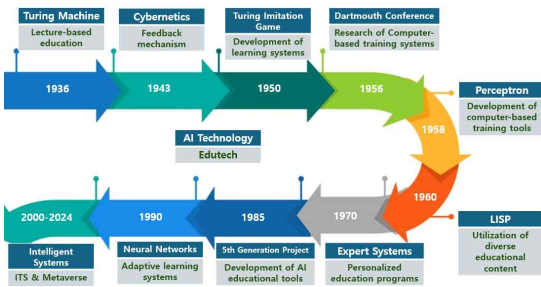 Turing Machine
Lecture-based
education
Cybernetics
Feedback
mechanism
Turing Imitation
Game
Development of
learning systems
Dartmouth Conference
Research of Computer-
based training systems
1936
1943
1950
1956
Perceptron
Development of
computer-based
training tools
1958
AI Technology
Edutech
1960
LISP
Utilization of
diverse
educational
content
1970
Expert Systems
Personalized
education programs
1985
5th Generation Project
Development of AI
educational tools
1990
Neural Networks
Adaptive learning
systems
2000-2024
Intelligent
Systems
ITS & Metaverse